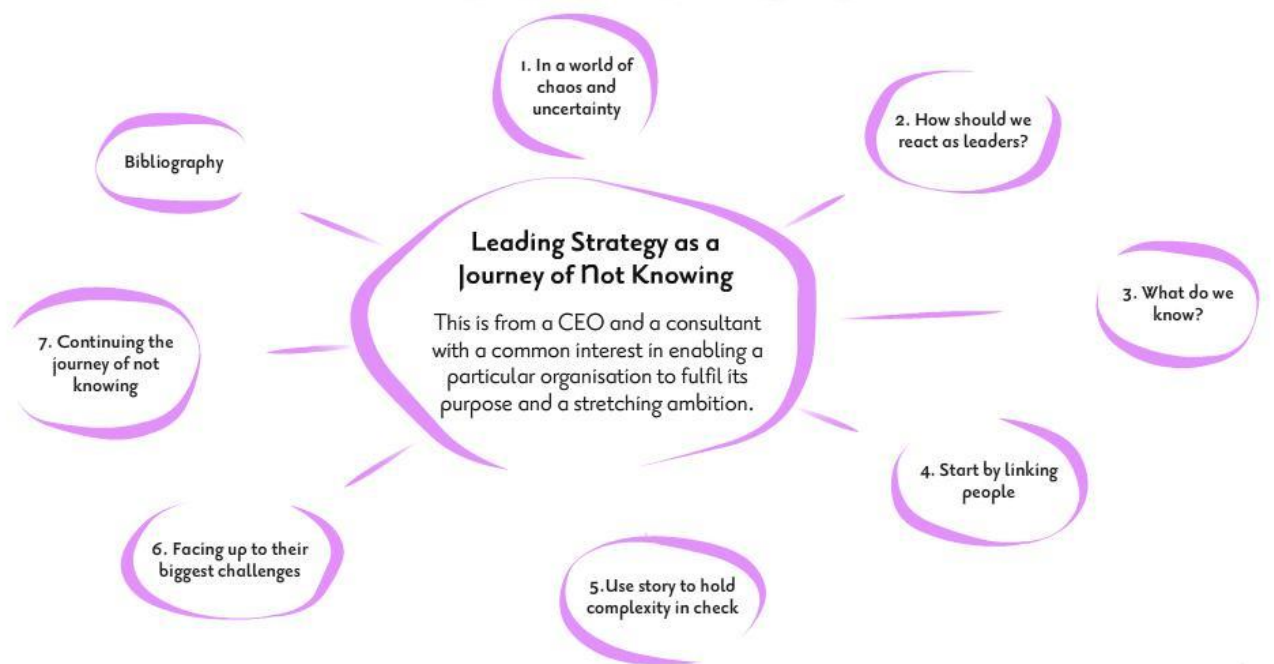 Leading Strategy as a
Journey of Not Knowing
This is from a CEO and a consultant
with a common interest in enabling a
particular organisation to fulfil its
purpose and a stretching ambition.
1. In a world of
chaos and
uncertainty
2. How should we
react as leaders?
3. What do we
know?
4. Start by linking
people
5.Use story to hold
complexity in check
6. Facing up to their
biggest challenges
7. Continuing the
journey of not
knowing
Bibliography